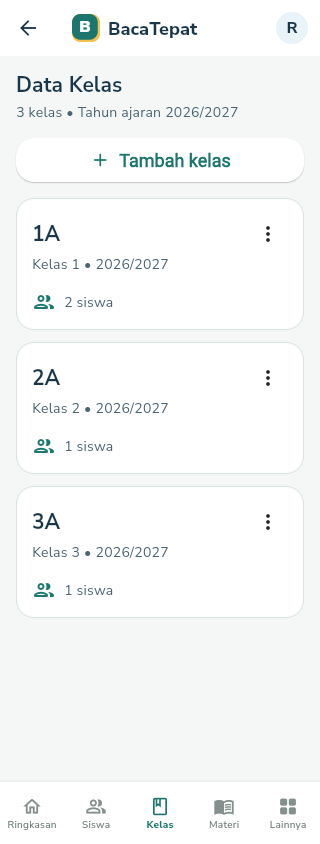 B BacaTepat R
Data Kelas
3 kelas • Tahun ajaran 2026/2027
+ Tambah kelas
1A
Kelas 1 • 2026/2027
2 siswa
2A
Kelas 2 • 2026/2027
1 siswa
3A
Kelas 3 • 2026/2027
1 siswa
Ringkasan Siswa Kelas Materi Lainnya